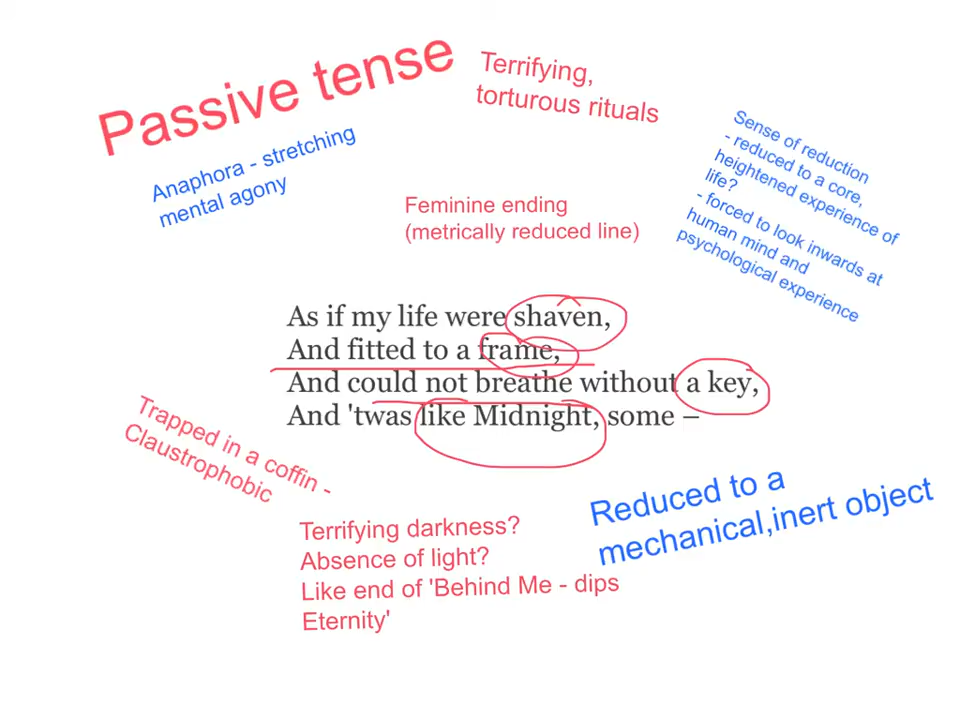 Passive tense
Terrifying,
torturous rituals
Anaphora - stretching
mental agony
Sense of reduction
- reduced to a core,
heightened experience of
life?
- forced to look inwards at
human mind and
psychological experience
Feminine ending
(metrically reduced line)
As if my life were shaven,
And fitted to a frame,
And could not breathe without a key,
And 'twas like Midnight, some –
Trapped in a coffin -
Claustrophobic
Reduced to a
mechanical,inert object
Terrifying darkness?
Absence of light?
Like end of 'Behind Me - dips
Eternity'